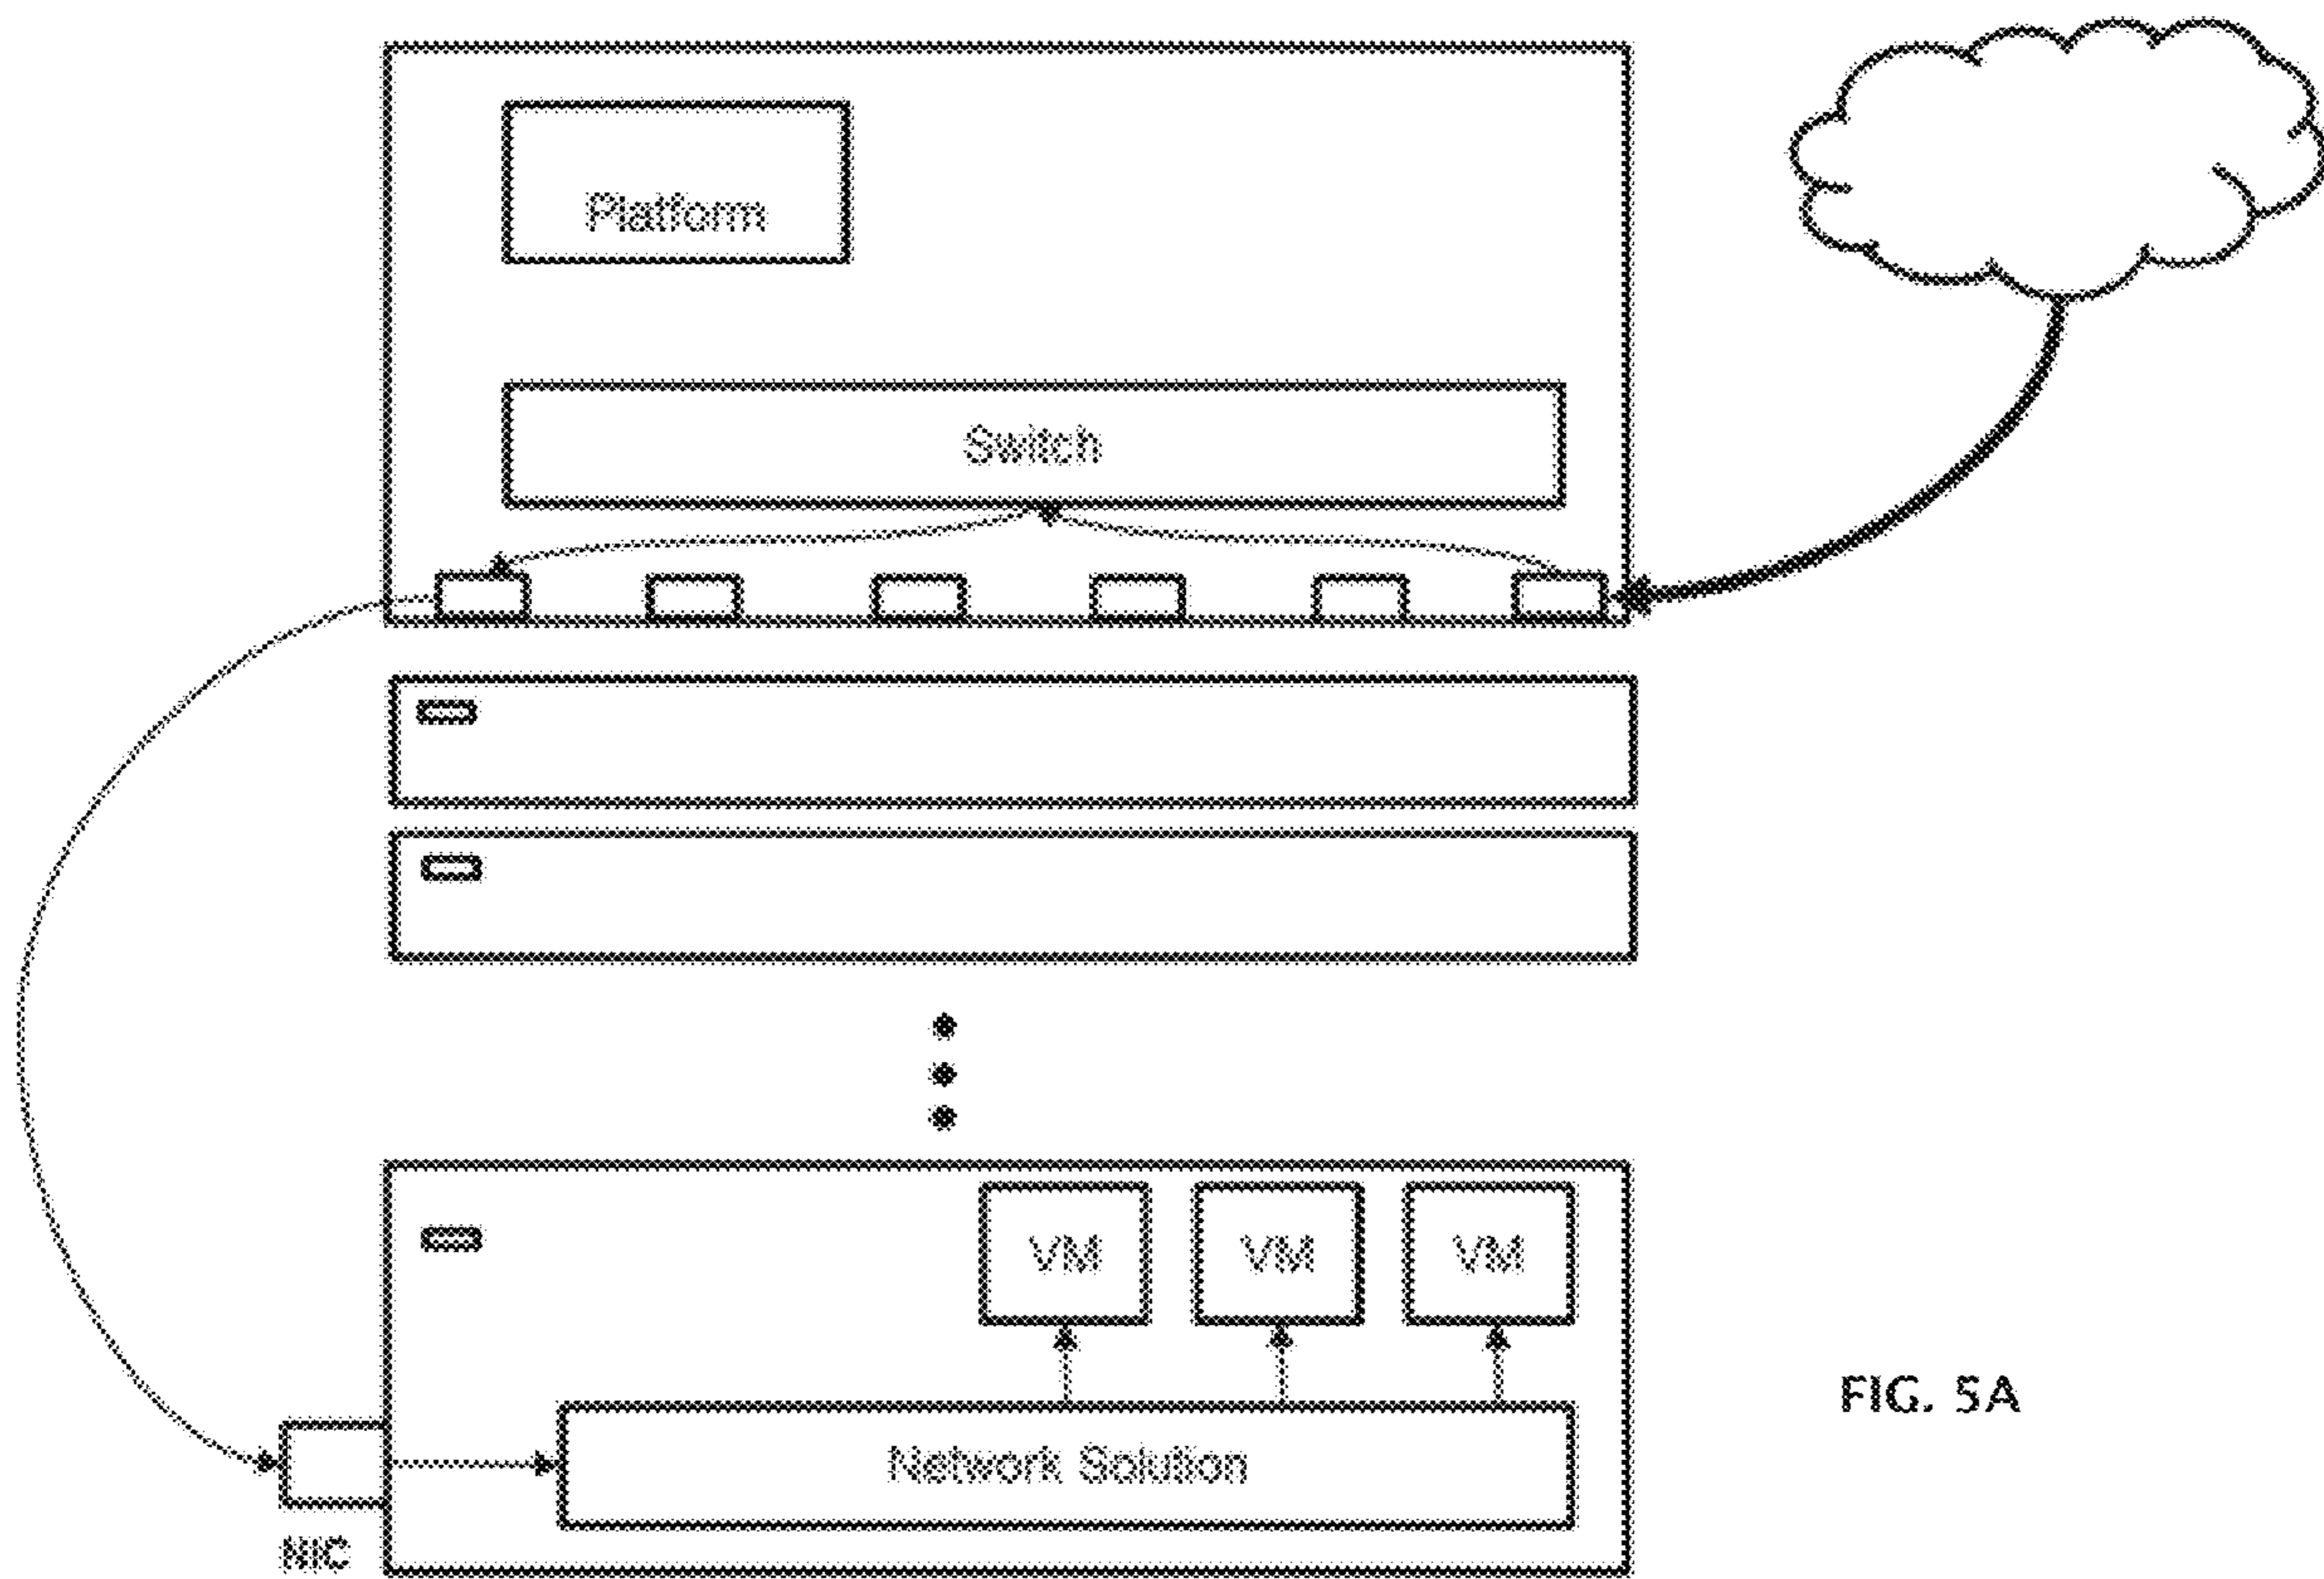 Platform
Switch
VM VM VM
FIG. 5A
Network Solution
NIC